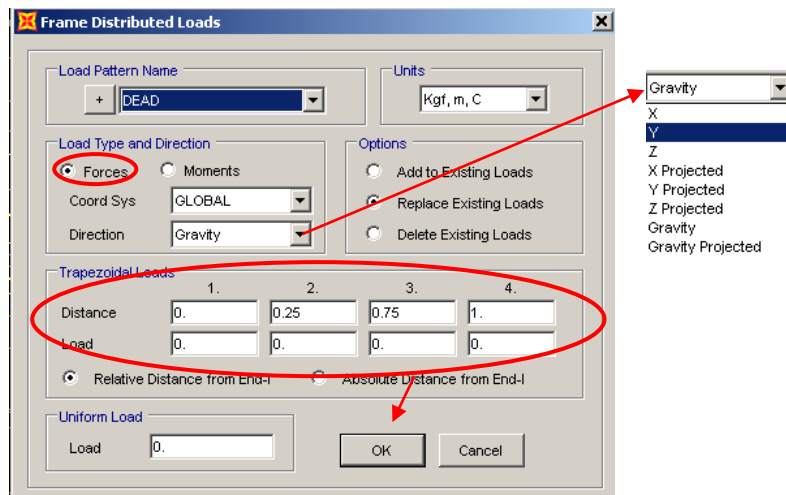 Frame Distributed Loads
Load Pattern Name
+ DEAD
Units
Kgf, m, C
Load Type and Direction
Forces Moments
Coord Sys GLOBAL
Direction Gravity
Options
Add to Existing Loads
Replace Existing Loads
Delete Existing Loads
Trapezoidal Loads
1. 2. 3. 4.
Distance 0. 0.25 0.75 1.
Load 0. 0. 0. 0.
Relative Distance from End-I Absolute Distance from End-I
Uniform Load
Load 0.
OK Cancel
Gravity
X
Y
Z
X Projected
Y Projected
Z Projected
Gravity
Gravity Projected